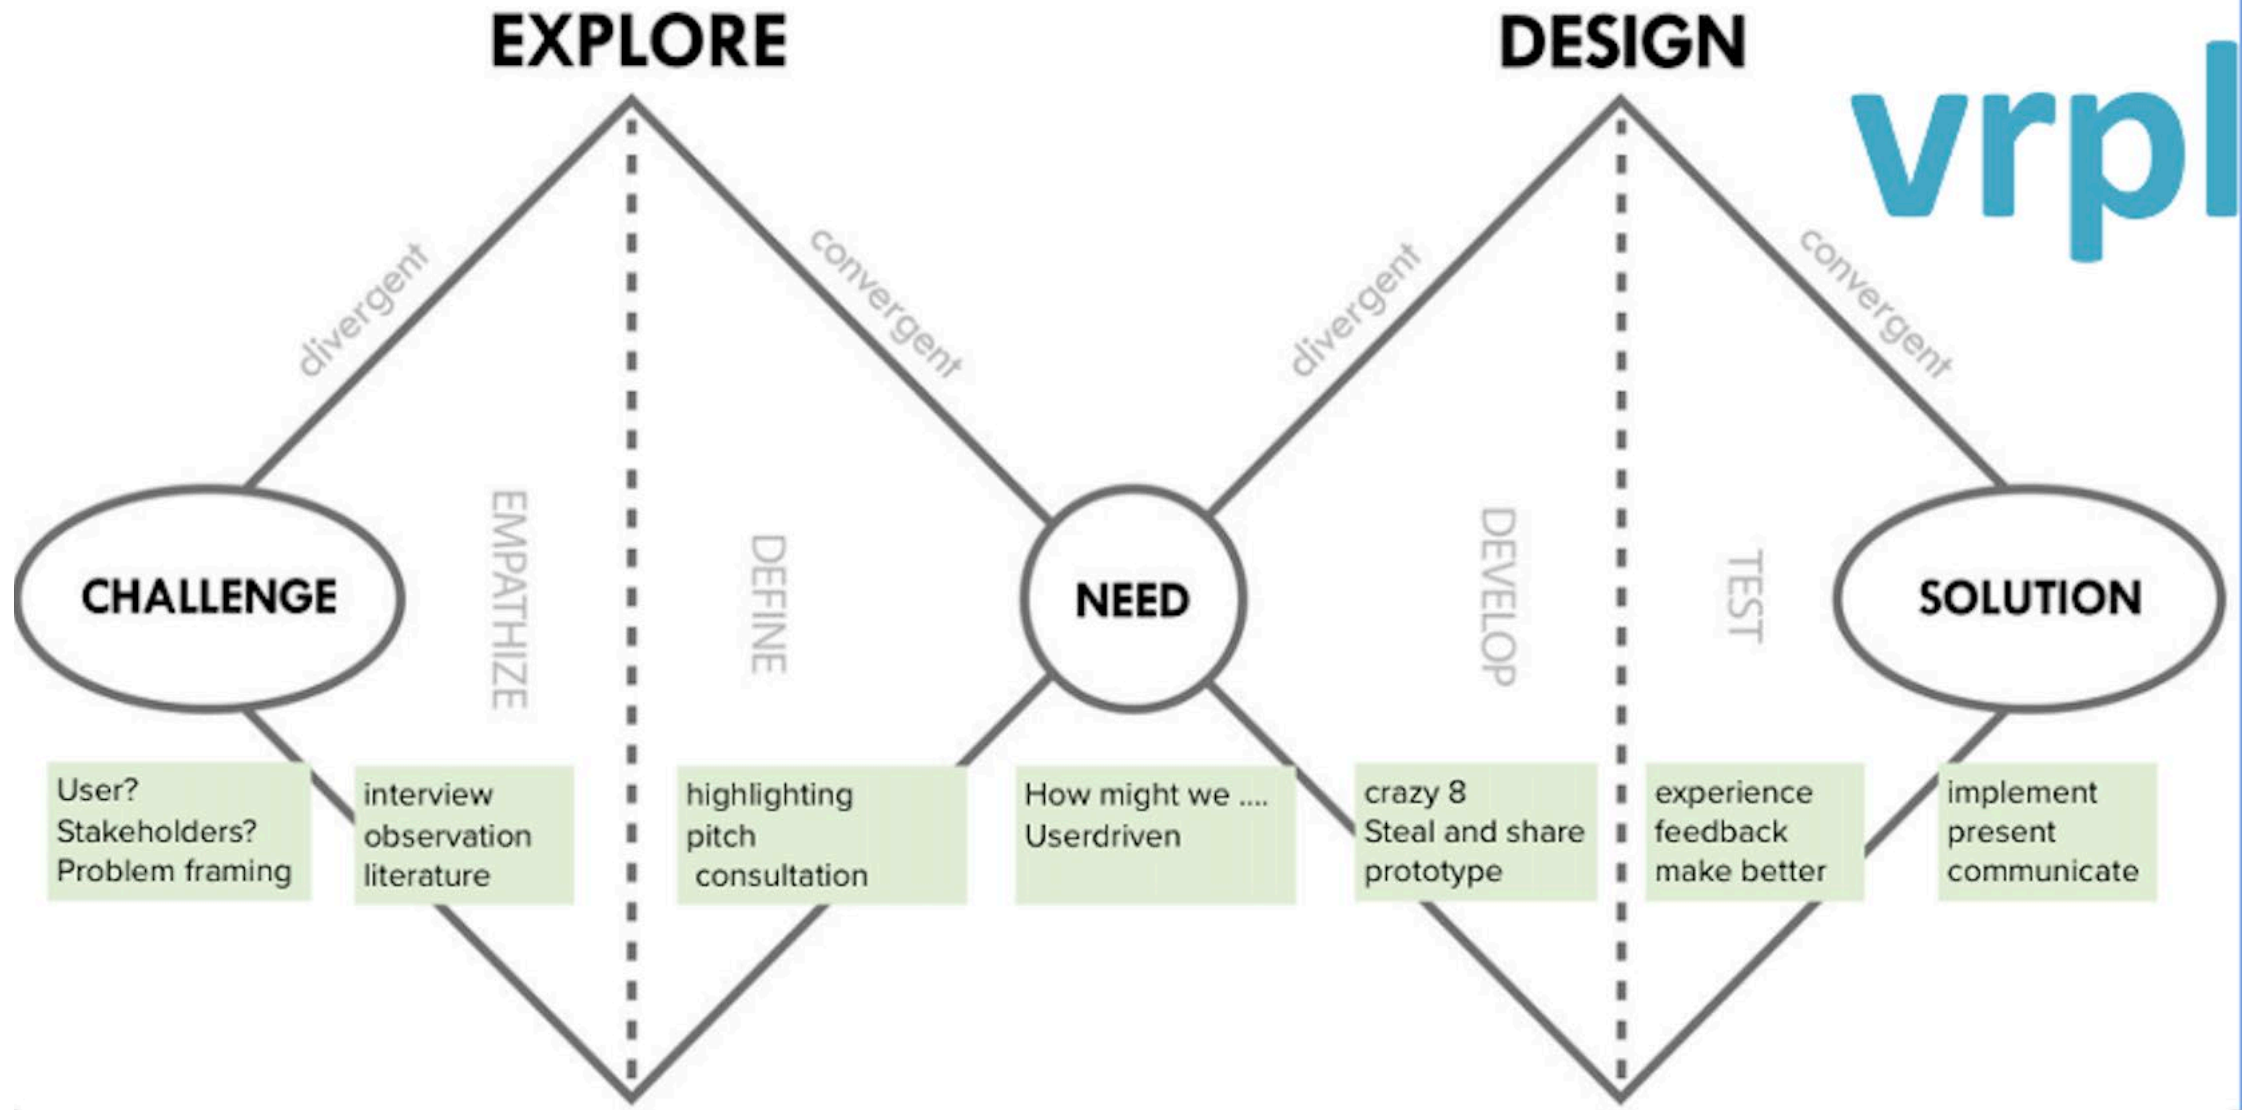 EXPLORE
DESIGN
vrpl
divergent
convergent
divergent
convergent
CHALLENGE
EMPATHIZE
DEFINE
NEED
DEVELOP
TEST
SOLUTION
User?
Stakeholders?
Problem framing
interview
observation
literature
highlighting
pitch
consultation
How might we ....
Userdriven
crazy 8
Steal and share
prototype
experience
feedback
make better
implement
present
communicate